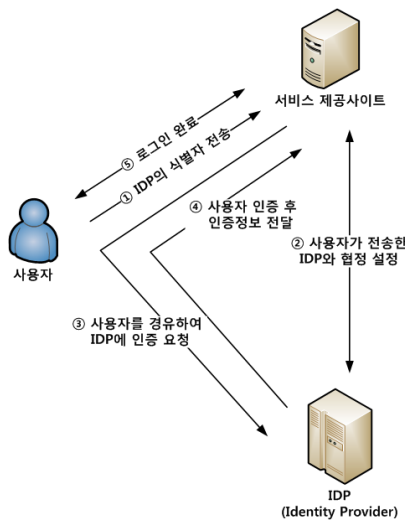 서비스 제공사이트
⑤ 로그인 완료
① IDP의 식별자 전송
④ 사용자 인증 후
인증정보 전달
② 사용자가 전송한
IDP와 협정 설정
사용자
③ 사용자를 경유하여
IDP에 인증 요청
IDP
(Identity Provider)